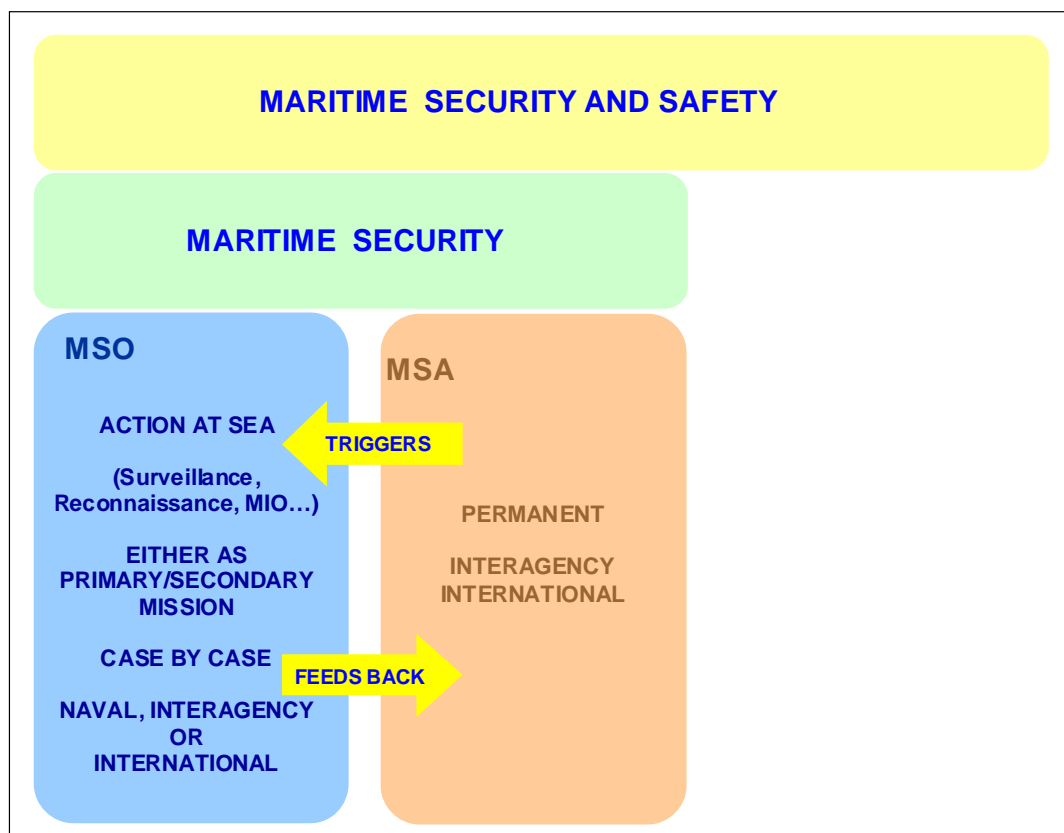 MARITIME SECURITY AND SAFETY
MARITIME SECURITY
MSO
ACTION AT SEA
(Surveillance,
Reconnaissance, MIO…)
EITHER AS
PRIMARY/SECONDARY
MISSION
CASE BY CASE
NAVAL, INTERAGENCY
OR
INTERNATIONAL
TRIGGERS
FEEDS BACK
MSA
PERMANENT
INTERAGENCY
INTERNATIONAL